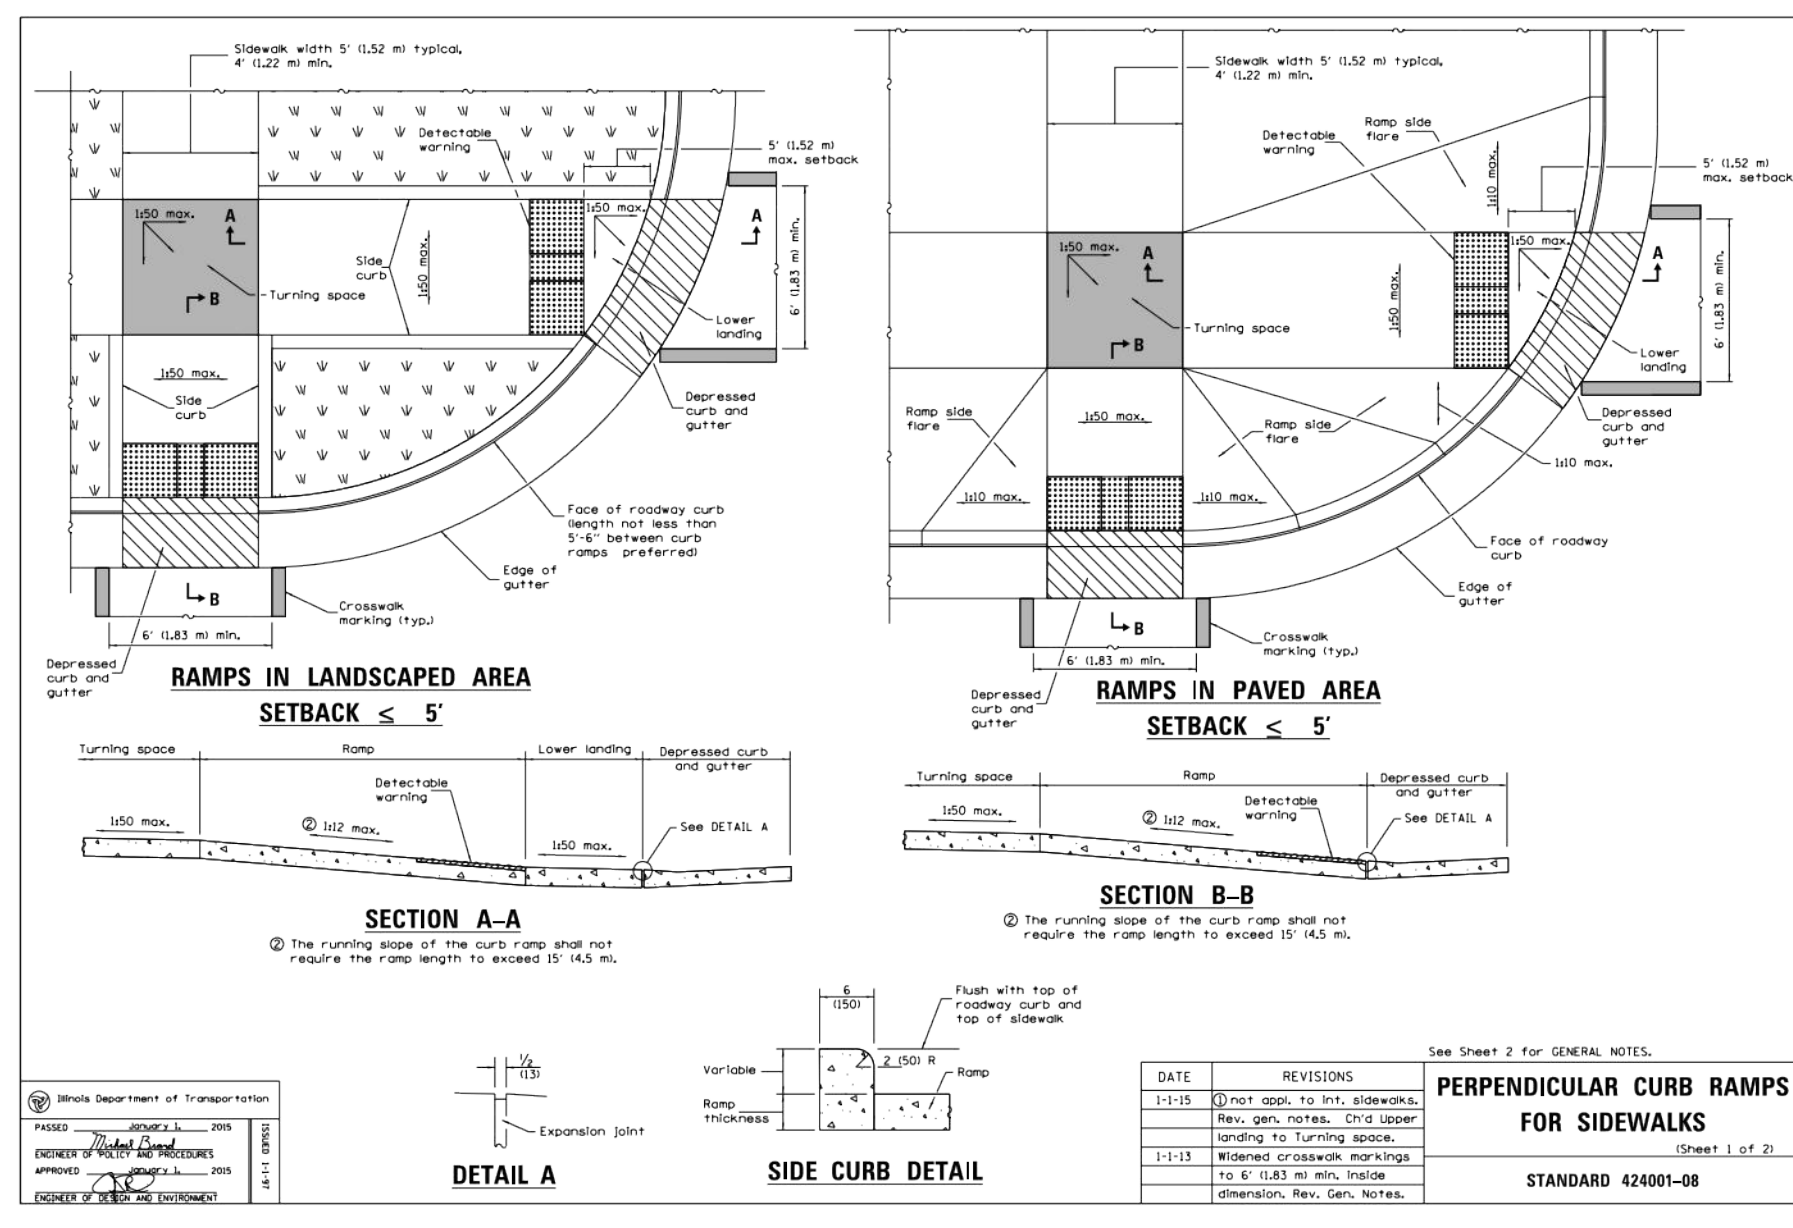 Sidewalk width 5' (1.52 m) typical,
4' (1.22 m) min.
Detectable
warning
5' (1.52 m)
max. setback
1:50 max.
A
Side
curb
1:50 max.
1:50 max.
A
6' (1.83 m) min.
B
Turning space
Lower
landing
1:50 max.
Side
curb
Depressed
curb and
gutter
Face of roadway curb
(length not less than
5'-6" between curb
ramps preferred)
Edge of
gutter
B
Crosswalk
marking (typ.)
6' (1.83 m) min.
Depressed
curb and
gutter
RAMPS IN LANDSCAPED AREA
SETBACK ≤ 5'
Sidewalk width 5' (1.52 m) typical,
4' (1.22 m) min.
Ramp side
flare
Detectable
warning
1:10 max.
5' (1.52 m)
max. setback
1:50 max.
A
1:50 max.
1:50 max.
A
6' (1.83 m) min.
B
Turning space
Lower
landing
Ramp side
flare
1:50 max.
Ramp side
flare
Depressed
curb and
gutter
1:10 max.
1:10 max.
1:10 max.
Face of roadway
curb
Edge of
gutter
B
Crosswalk
marking (typ.)
6' (1.83 m) min.
Depressed
curb and
gutter
RAMPS IN PAVED AREA
SETBACK ≤ 5'
Turning space
Ramp
Lower landing
Depressed curb
and gutter
Detectable
warning
1:50 max.
② 1:12 max.
1:50 max.
See DETAIL A
SECTION A–A
② The running slope of the curb ramp shall not
require the ramp length to exceed 15' (4.5 m).
Turning space
Ramp
Depressed curb
and gutter
1:50 max.
② 1:12 max.
Detectable
warning
See DETAIL A
SECTION B–B
② The running slope of the curb ramp shall not
require the ramp length to exceed 15' (4.5 m).
1/2
(13)
Expansion joint
DETAIL A
6
(150)
Flush with top of
roadway curb and
top of sidewalk
Variable
2 (50) R
Ramp
Ramp
thickness
SIDE CURB DETAIL
Illinois Department of Transportation
PASSED January 1, 2015
Michael Brand
ENGINEER OF POLICY AND PROCEDURES
APPROVED January 1, 2015
ENGINEER OF DESIGN AND ENVIRONMENT
ISSUED 1-1-97
See Sheet 2 for GENERAL NOTES.
DATE REVISIONS
1-1-15 ① not appl. to int. sidewalks.
Rev. gen. notes. Ch'd Upper
landing to Turning space.
1-1-13 Widened crosswalk markings
to 6' (1.83 m) min. inside
dimension. Rev. Gen. Notes.
PERPENDICULAR CURB RAMPS
FOR SIDEWALKS
(Sheet 1 of 2)
STANDARD 424001–08